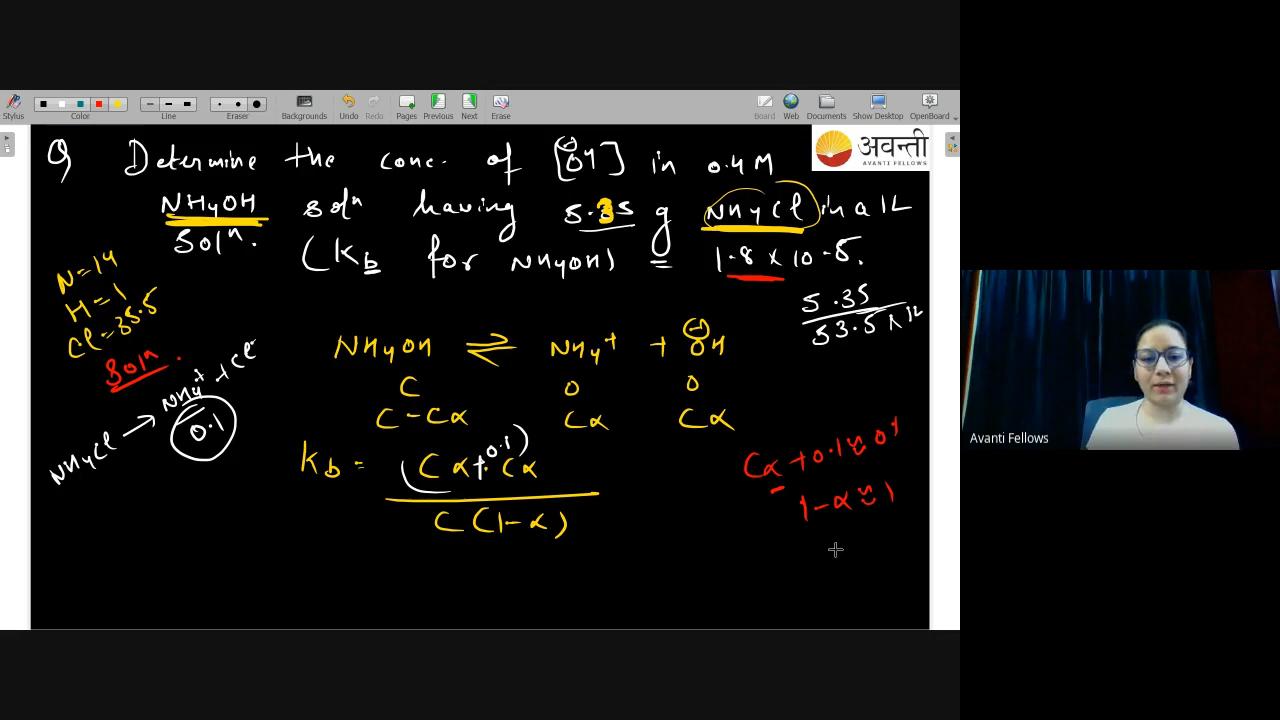 Stylus
Color
Line
Eraser
Backgrounds
Undo
Redo
Pages
Previous
Next
Erase
Board
Web
Documents
Show Desktop
OpenBoard
अवन्ती
AVANTI FELLOWS
Q Determine the conc. of [OH] in 0.4 M
NH4OH soln having 5.35 g NH4Cl in a 1L
Soln. (Kb for NH4OH) = 1.8 x 10-5.
N=14
H=1
Cl=35.5
Soln.
5.35
53.5 x 1L
NH4OH ⇌ NH4+ + OH
C 0 0
C-Cα Cα Cα
NH4Cl → NH4+ + Cl-
0.1
Kb = (Cα+0.1) Cα
C(1-α)
Cα+0.1≈0.1
1-α≈1
Avanti Fellows